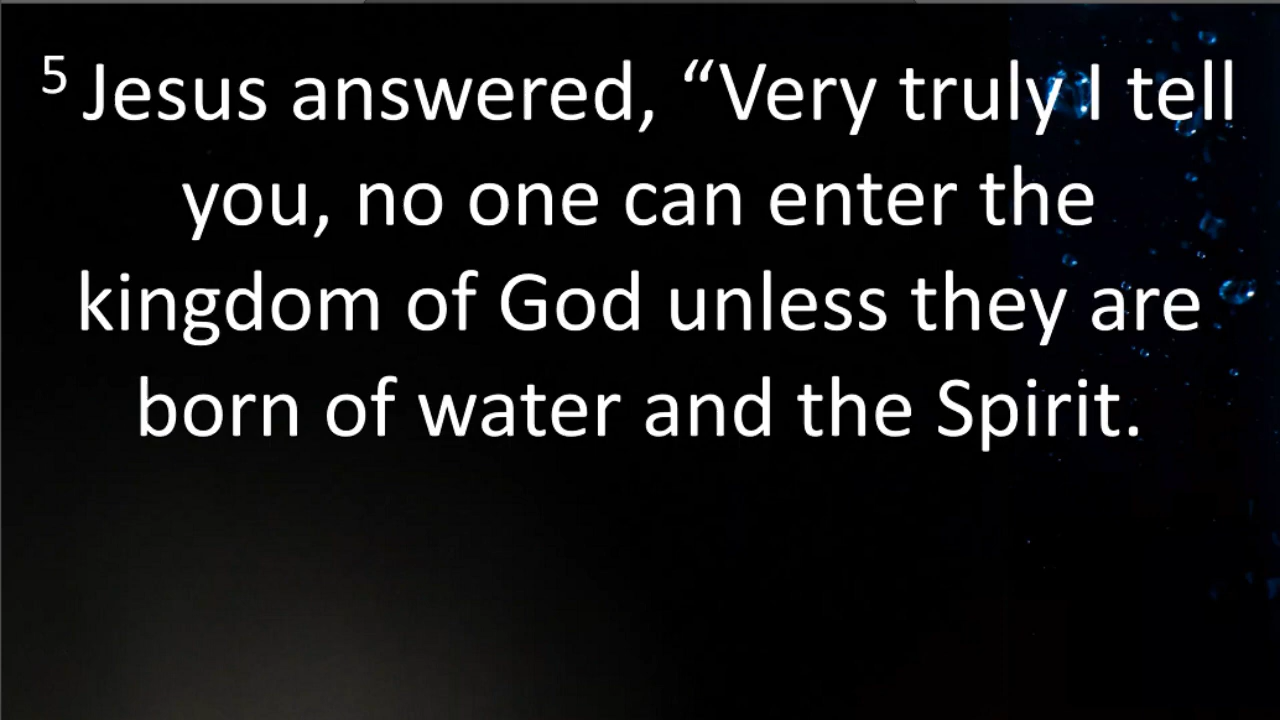 5 Jesus answered, “Very truly I tell
you, no one can enter the
kingdom of God unless they are
born of water and the Spirit.